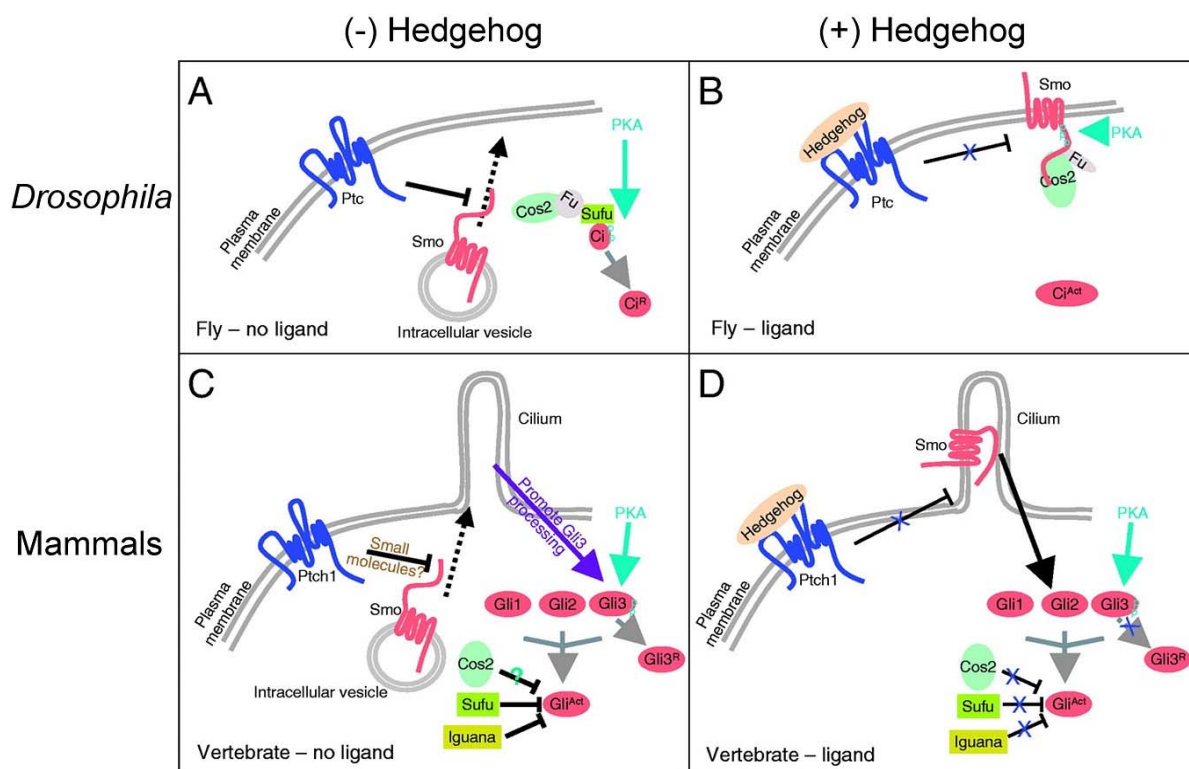 (-) Hedgehog
(+) Hedgehog
Drosophila
Mammals
A
Plasma
membrane
Ptc
Smo
Intracellular vesicle
PKA
Cos2
Fu
Sufu
Ci
P
P
Ci^R
Fly – no ligand
B
Smo
Hedgehog
PKA
Fu
Cos2
Ptc
Plasma
membrane
Ci^Act
Fly – ligand
C
Cilium
Promote Gli3
processing
PKA
Small
molecules?
Ptch1
Plasma
membrane
Smo
Gli1
Gli2
Gli3
Gli3^R
Intracellular vesicle
Cos2
?
Sufu
Gli^Act
Iguana
Vertebrate – no ligand
D
Cilium
Smo
Hedgehog
PKA
Ptch1
Plasma
membrane
Gli1
Gli2
Gli3
Gli3^R
Cos2
Sufu
Gli^Act
Iguana
Vertebrate – ligand